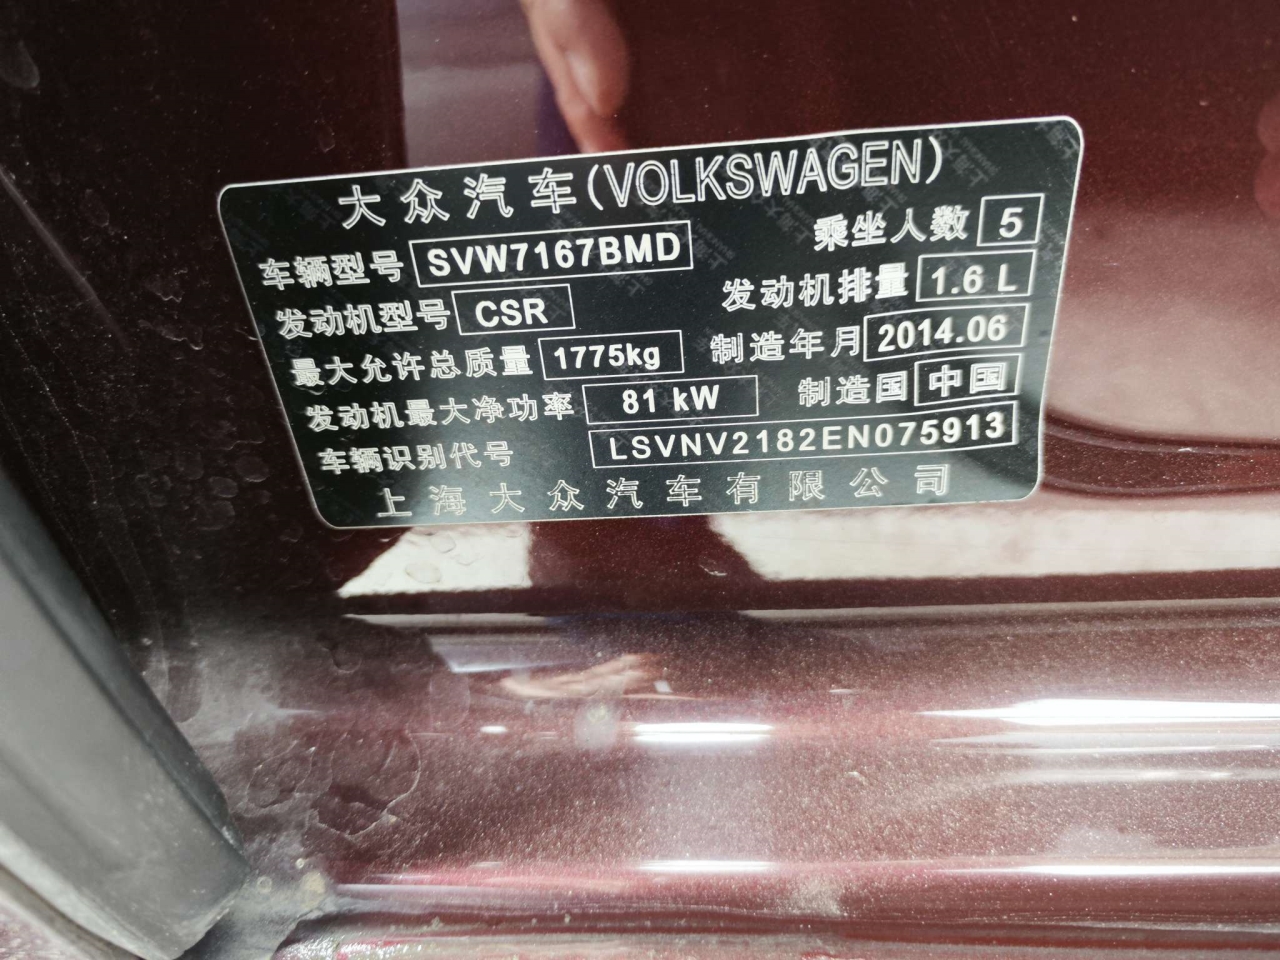 大众汽车(VOLKSWAGEN)
车辆型号 SVW7167BMD 乘坐人数 5
发动机型号 CSR 发动机排量 1.6 L
最大允许总质量 1775kg 制造年月 2014.06
发动机最大净功率 81 kW 制造国 中国
车辆识别代号 LSVNV2182EN075913
上海大众汽车有限公司